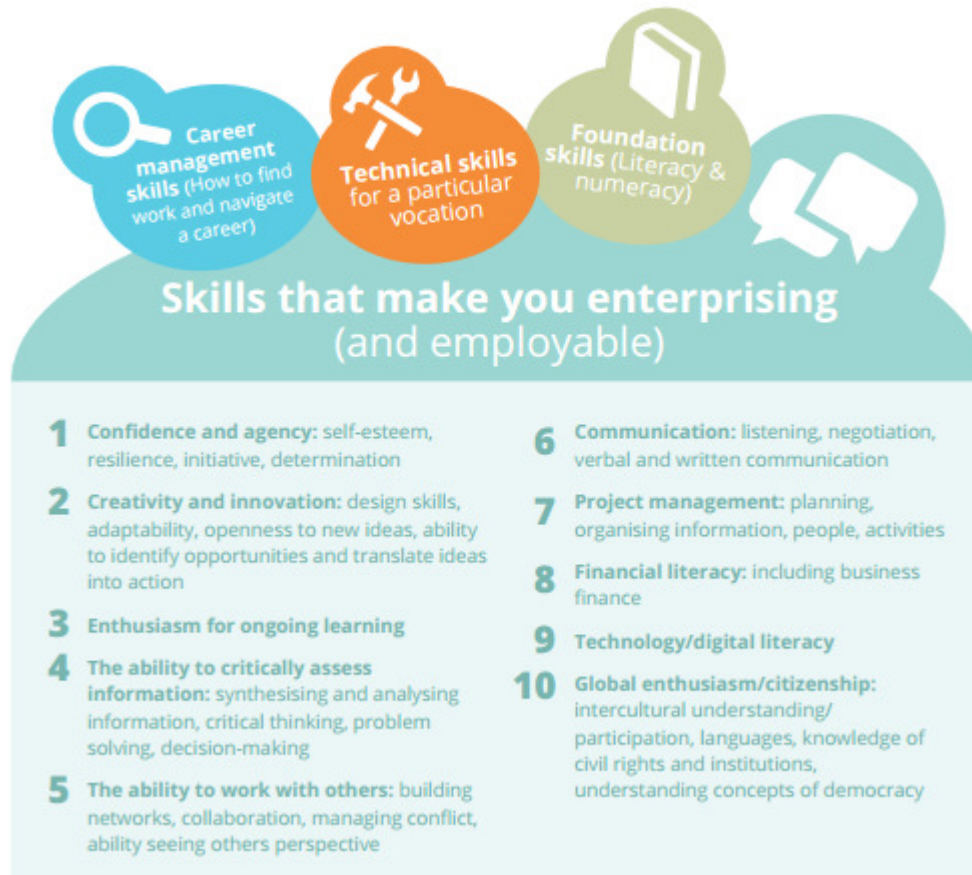 Career
management
skills (How to find
work and navigate
a career)
Technical skills
for a particular
vocation
Foundation
skills (Literacy &
numeracy)
Skills that make you enterprising
(and employable)
1 Confidence and agency: self-esteem,
resilience, initiative, determination
2 Creativity and innovation: design skills,
adaptability, openness to new ideas, ability
to identify opportunities and translate ideas
into action
3 Enthusiasm for ongoing learning
4 The ability to critically assess
information: synthesising and analysing
information, critical thinking, problem
solving, decision-making
5 The ability to work with others: building
networks, collaboration, managing conflict,
ability seeing others perspective
6 Communication: listening, negotiation,
verbal and written communication
7 Project management: planning,
organising information, people, activities
8 Financial literacy: including business
finance
9 Technology/digital literacy
10 Global enthusiasm/citizenship:
intercultural understanding/
participation, languages, knowledge of
civil rights and institutions,
understanding concepts of democracy